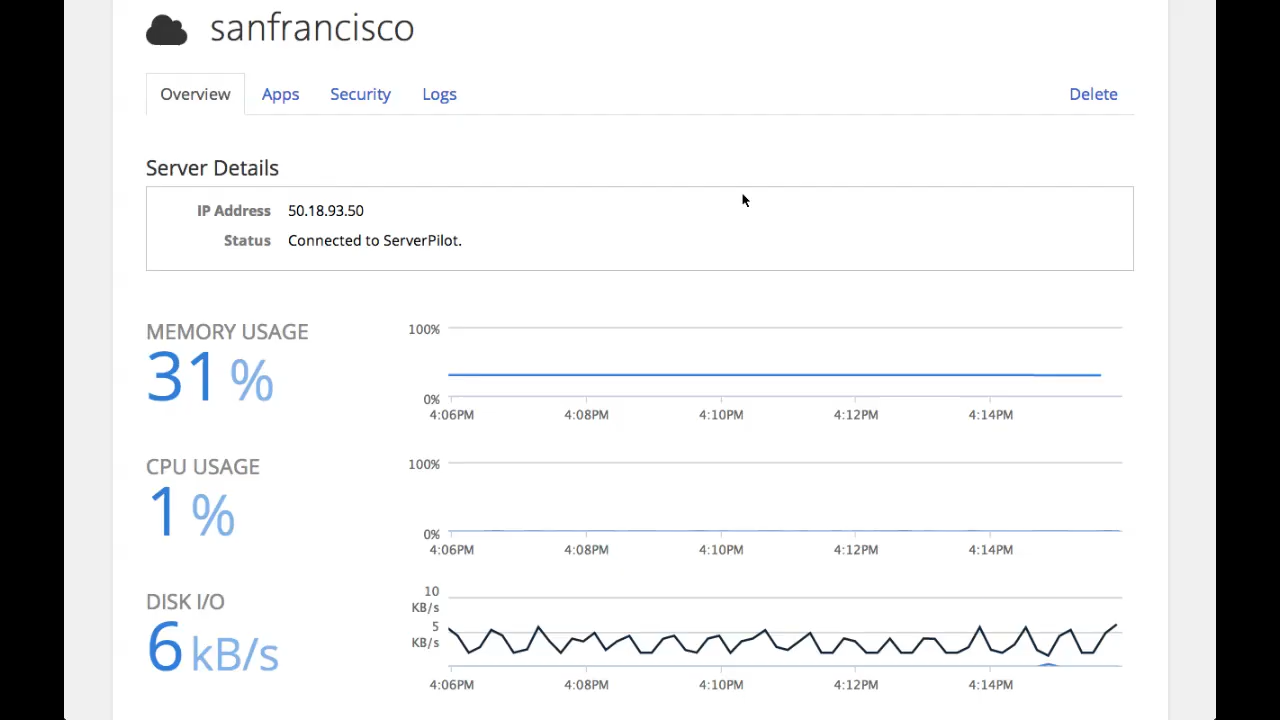 sanfrancisco
Overview Apps Security Logs Delete
Server Details
IP Address 50.18.93.50
Status Connected to ServerPilot.
MEMORY USAGE
31 %
100%
0%
4:06PM 4:08PM 4:10PM 4:12PM 4:14PM
CPU USAGE
1 %
100%
0%
4:06PM 4:08PM 4:10PM 4:12PM 4:14PM
DISK I/O
6 kB/s
10
KB/s
5
KB/s
4:06PM 4:08PM 4:10PM 4:12PM 4:14PM